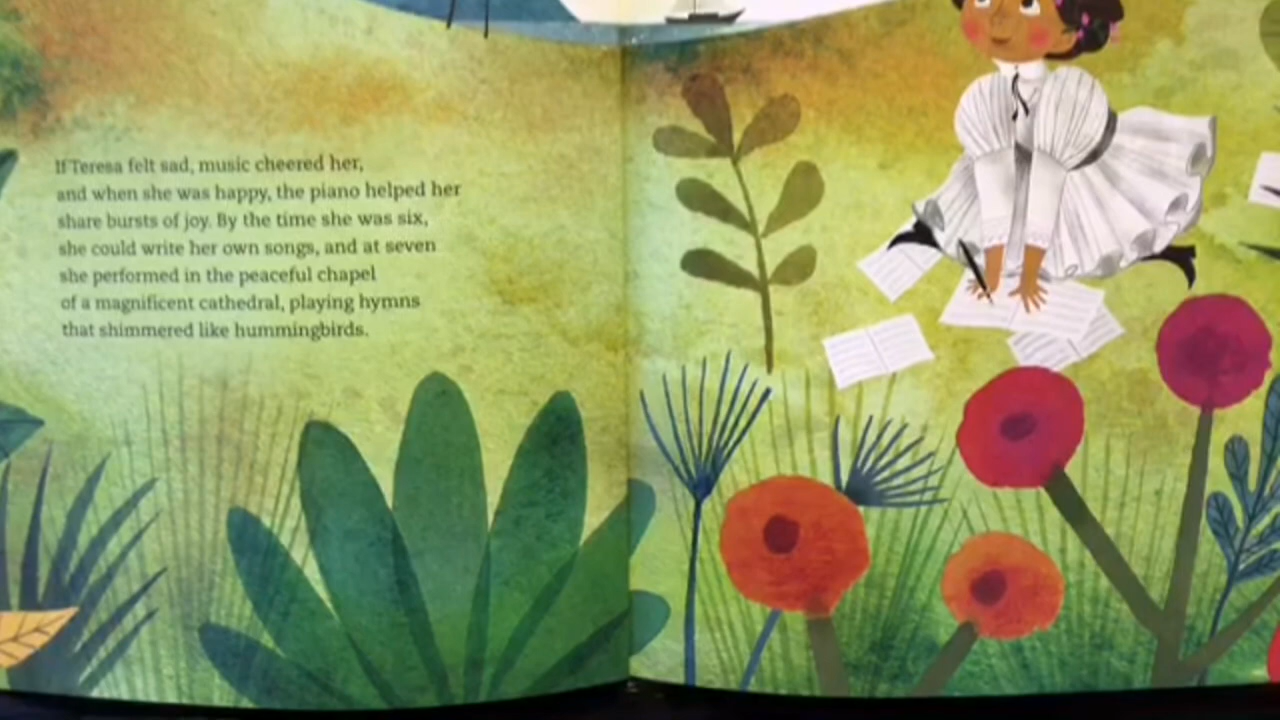 If Teresa felt sad, music cheered her,
and when she was happy, the piano helped her
share bursts of joy. By the time she was six,
she could write her own songs, and at seven
she performed in the peaceful chapel
of a magnificent cathedral, playing hymns
that shimmered like hummingbirds.